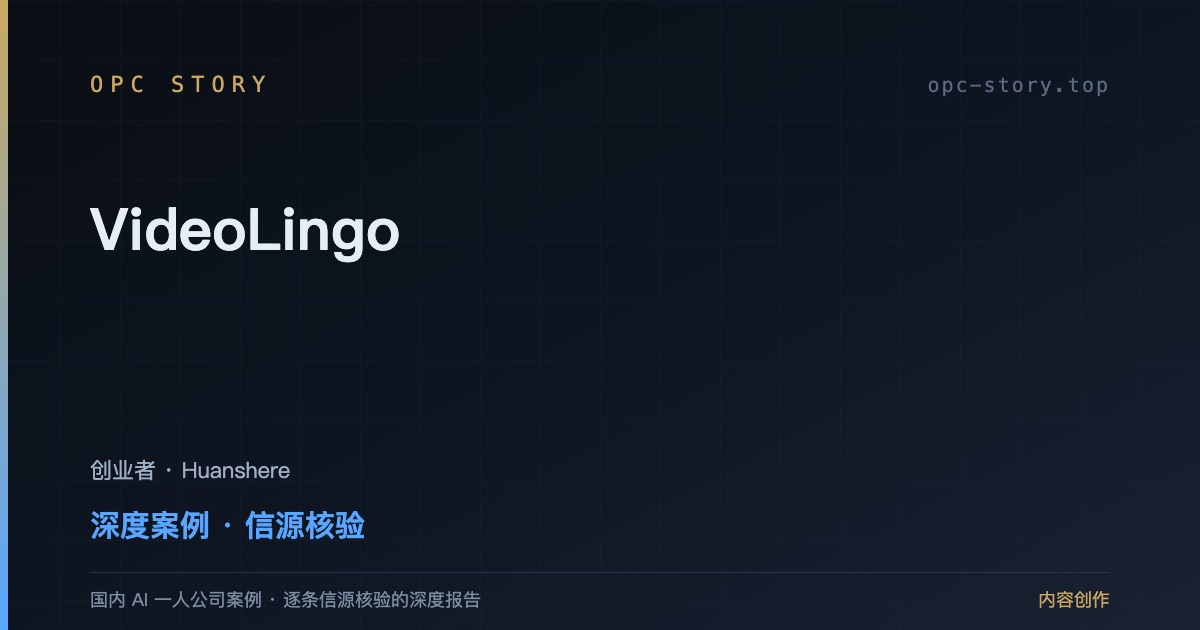 OPC STORY
opc-story.top
VideoLingo
创业者 · Huanshere
深度案例 · 信源核验
国内 AI 一人公司案例 · 逐条信源核验的深度报告
内容创作